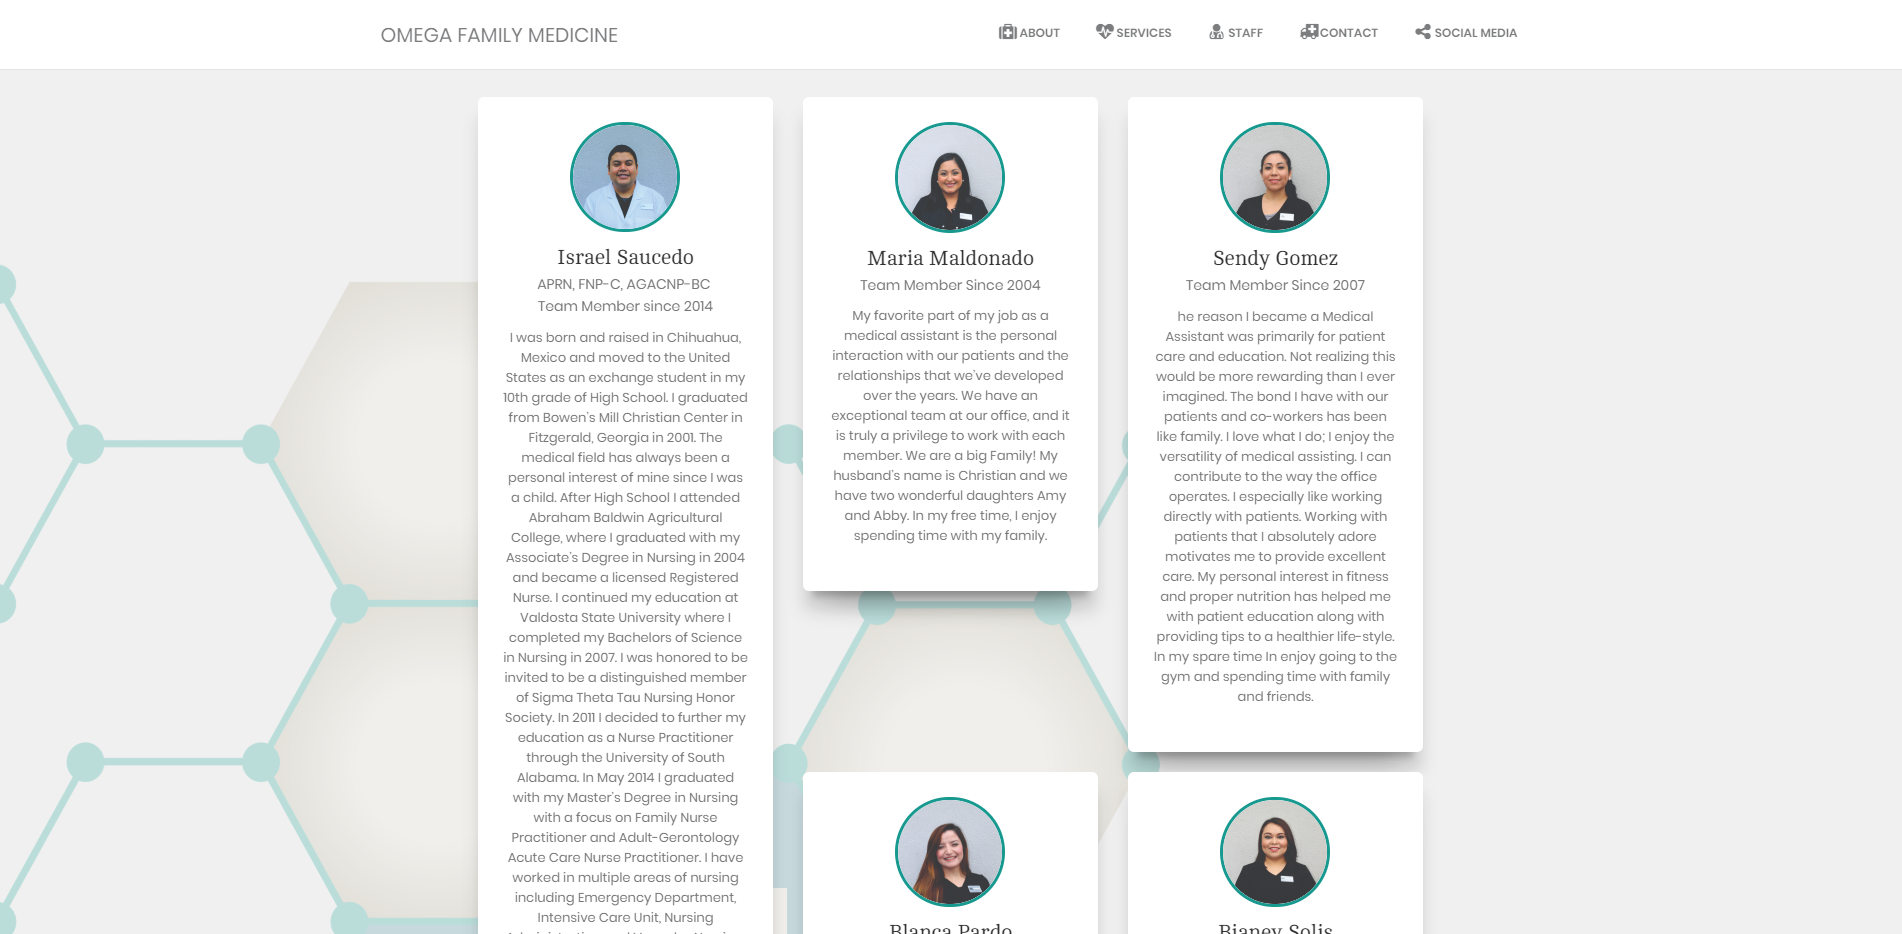 OMEGA FAMILY MEDICINE
ABOUT
SERVICES
STAFF
CONTACT
SOCIAL MEDIA
Israel Saucedo
APRN, FNP-C, AGACNP-BC
Team Member since 2014
I was born and raised in Chihuahua,
Mexico and moved to the United
States as an exchange student in my
10th grade of High School. I graduated
from Bowen's Mill Christian Center in
Fitzgerald, Georgia in 2001. The
medical field has always been a
personal interest of mine since I was
a child. After High School I attended
Abraham Baldwin Agricultural
College, where I graduated with my
Associate's Degree in Nursing in 2004
and became a licensed Registered
Nurse. I continued my education at
Valdosta State University where I
completed my Bachelors of Science
in Nursing in 2007. I was honored to be
invited to be a distinguished member
of Sigma Theta Tau Nursing Honor
Society. In 2011 I decided to further my
education as a Nurse Practitioner
through the University of South
Alabama. In May 2014 I graduated
with my Master's Degree in Nursing
with a focus on Family Nurse
Practitioner and Adult-Gerontology
Acute Care Nurse Practitioner. I have
worked in multiple areas of nursing
including Emergency Department,
Intensive Care Unit, Nursing
Maria Maldonado
Team Member Since 2004
My favorite part of my job as a
medical assistant is the personal
interaction with our patients and the
relationships that we've developed
over the years. We have an
exceptional team at our office, and it
is truly a privilege to work with each
member. We are a big Family! My
husband's name is Christian and we
have two wonderful daughters Amy
and Abby. In my free time, I enjoy
spending time with my family.
Sendy Gomez
Team Member Since 2007
he reason I became a Medical
Assistant was primarily for patient
care and education. Not realizing this
would be more rewarding than I ever
imagined. The bond I have with our
patients and co-workers has been
like family. I love what I do; I enjoy the
versatility of medical assisting. I can
contribute to the way the office
operates. I especially like working
directly with patients. Working with
patients that I absolutely adore
motivates me to provide excellent
care. My personal interest in fitness
and proper nutrition has helped me
with patient education along with
providing tips to a healthier life-style.
In my spare time In enjoy going to the
gym and spending time with family
and friends.
Blanca Pardo
Bianey Solis